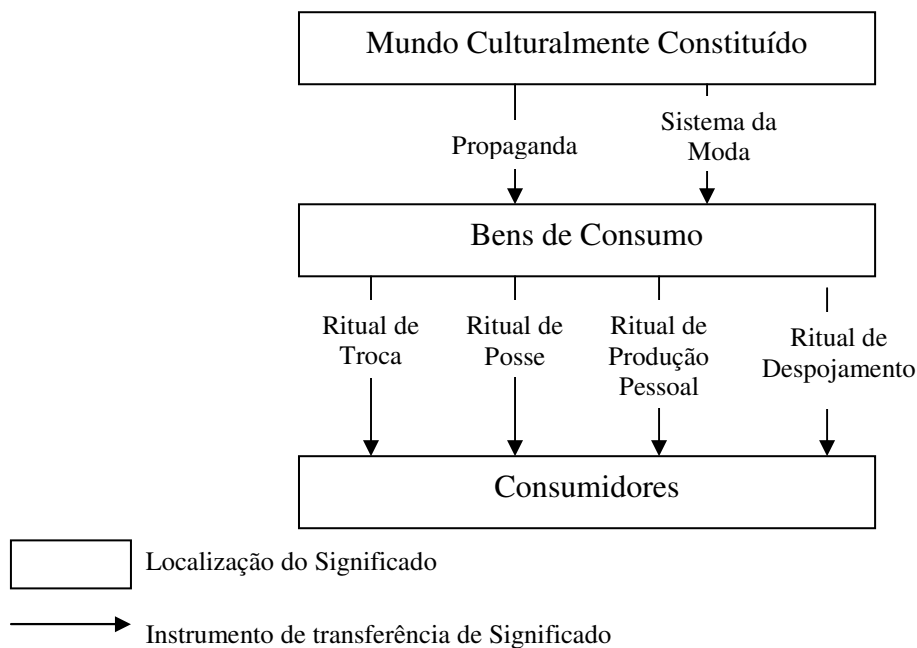 Mundo Culturalmente Constituído
Propaganda
Sistema da
Moda
Bens de Consumo
Ritual de
Troca
Ritual de
Posse
Ritual de
Produção
Pessoal
Ritual de
Despojamento
Consumidores
Localização do Significado
Instrumento de transferência de Significado